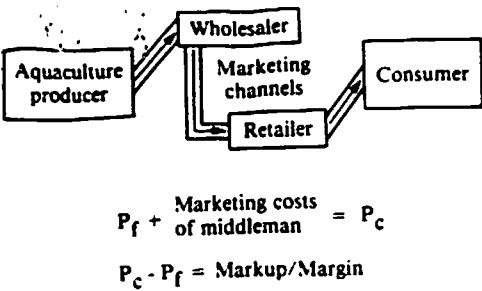 Wholesaler
Aquaculture
producer
Marketing
channels
Consumer
Retailer
Pf + Marketing costs
of middleman = Pc
Pc - Pf = Markup/Margin